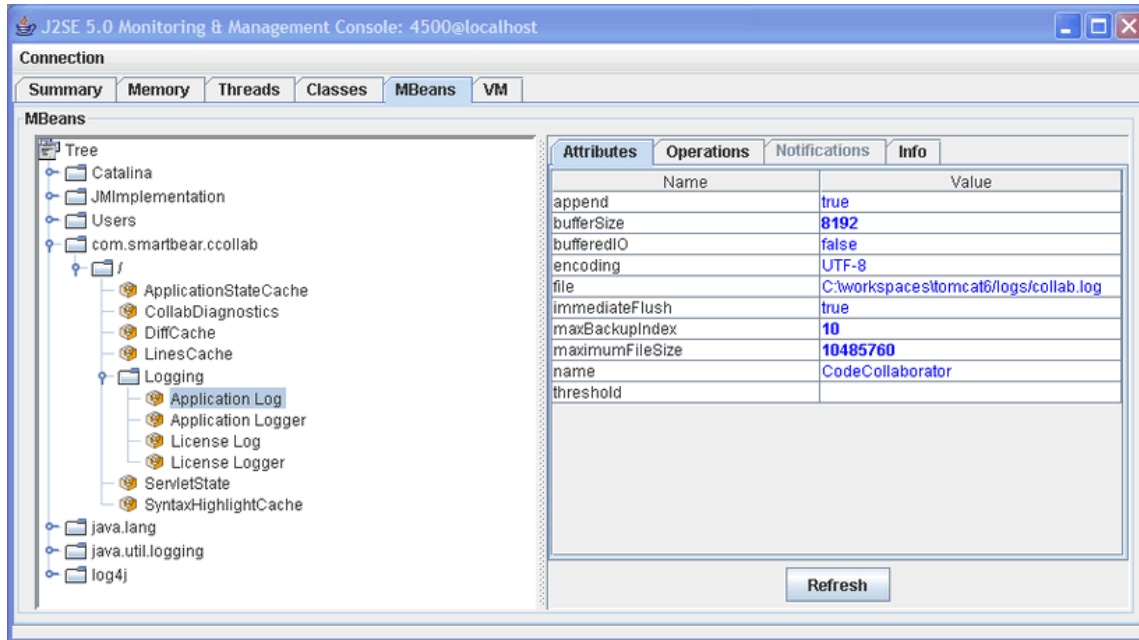 J2SE 5.0 Monitoring & Management Console: 4500@localhost
Connection
Summary Memory Threads Classes MBeans VM
MBeans
Tree
Catalina
JMImplementation
Users
com.smartbear.ccollab
/
ApplicationStateCache
CollabDiagnostics
DiffCache
LinesCache
Logging
Application Log
Application Logger
License Log
License Logger
ServletState
SyntaxHighlightCache
java.lang
java.util.logging
log4j
Attributes Operations Notifications Info
Name Value
append true
bufferSize 8192
bufferedIO false
encoding UTF-8
file C:\workspaces\tomcat6/logs/collab.log
immediateFlush true
maxBackupIndex 10
maximumFileSize 10485760
name CodeCollaborator
threshold
Refresh